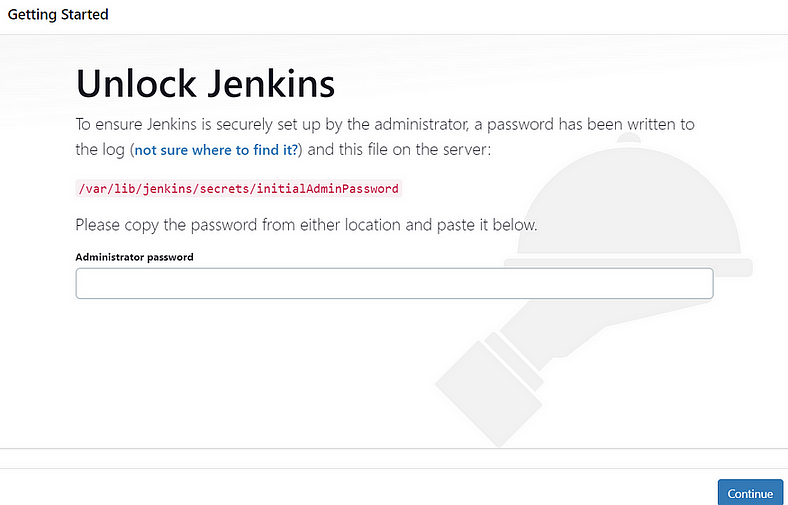 Getting Started
Unlock Jenkins
To ensure Jenkins is securely set up by the administrator, a password has been written to
the log (not sure where to find it?) and this file on the server:
/var/lib/jenkins/secrets/initialAdminPassword
Please copy the password from either location and paste it below.
Administrator password
Continue